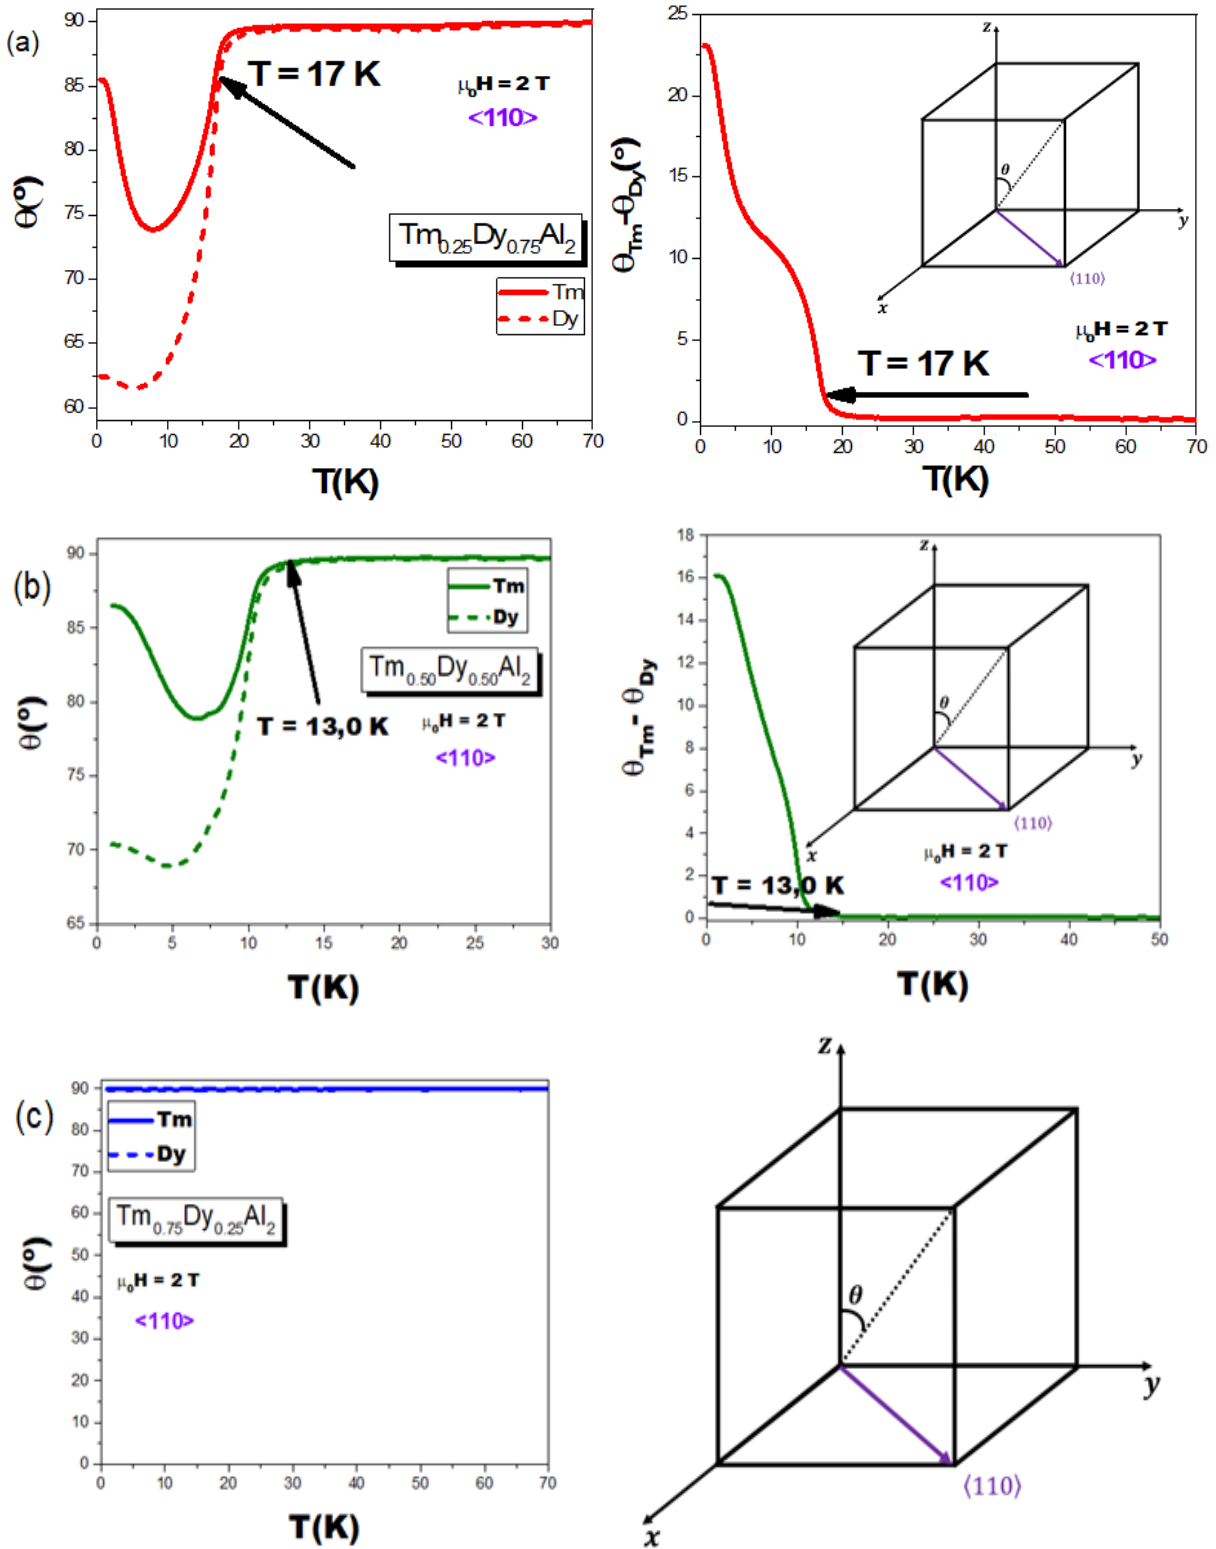 (a)
90
85
80
75
70
65
60
0 10 20 30 40 50 60 70
Θ(º)
T(K)
T = 17 K
μ0H = 2 T
<110>
Tm0.25Dy0.75Al2
Tm
Dy
25
20
15
10
5
0
0 10 20 30 40 50 60 70
ΘTm-ΘDy(º)
T(K)
z
θ
y
⟨110⟩
x
μ0H = 2 T
<110>
T = 17 K
(b)
90
85
80
75
70
65
0 5 10 15 20 25 30
θ(º)
T(K)
Tm
Dy
Tm0.50Dy0.50Al2
μ0H = 2 T
<110>
T = 13,0 K
18
16
14
12
10
8
6
4
2
0
0 10 20 30 40 50
θTm- θDy
T(K)
z
θ
y
⟨110⟩
x
μ0H = 2 T
<110>
T = 13,0 K
(c)
90
80
70
60
50
40
30
20
10
0
0 10 20 30 40 50 60 70
θ(º)
T(K)
Tm
Dy
Tm0.75Dy0.25Al2
μ0H = 2 T
<110>
z
θ
y
⟨110⟩
x